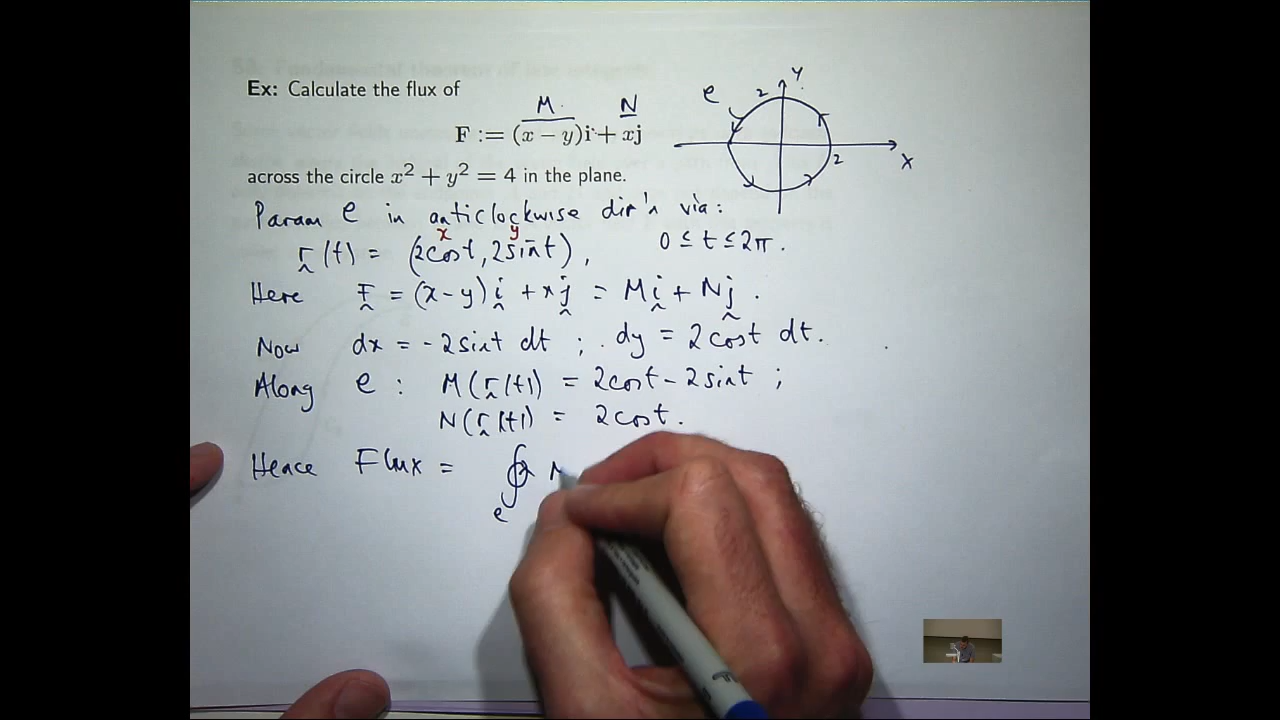 Ex: Calculate the flux of
M N
F := (x − y)i + xj
across the circle x² + y² = 4 in the plane.
y
2
C
2
x
Param C in anticlockwise dir'n via:
x y
r(t) = (2cost, 2sint), 0 ≤ t ≤ 2π.
Here F = (x-y)i + xj = Mi + Nj.
Now dx = -2sint dt ; dy = 2cost dt.
Along C : M(r(t)) = 2cost - 2sint ;
N(r(t)) = 2cost.
Hence Flux = ∮
C